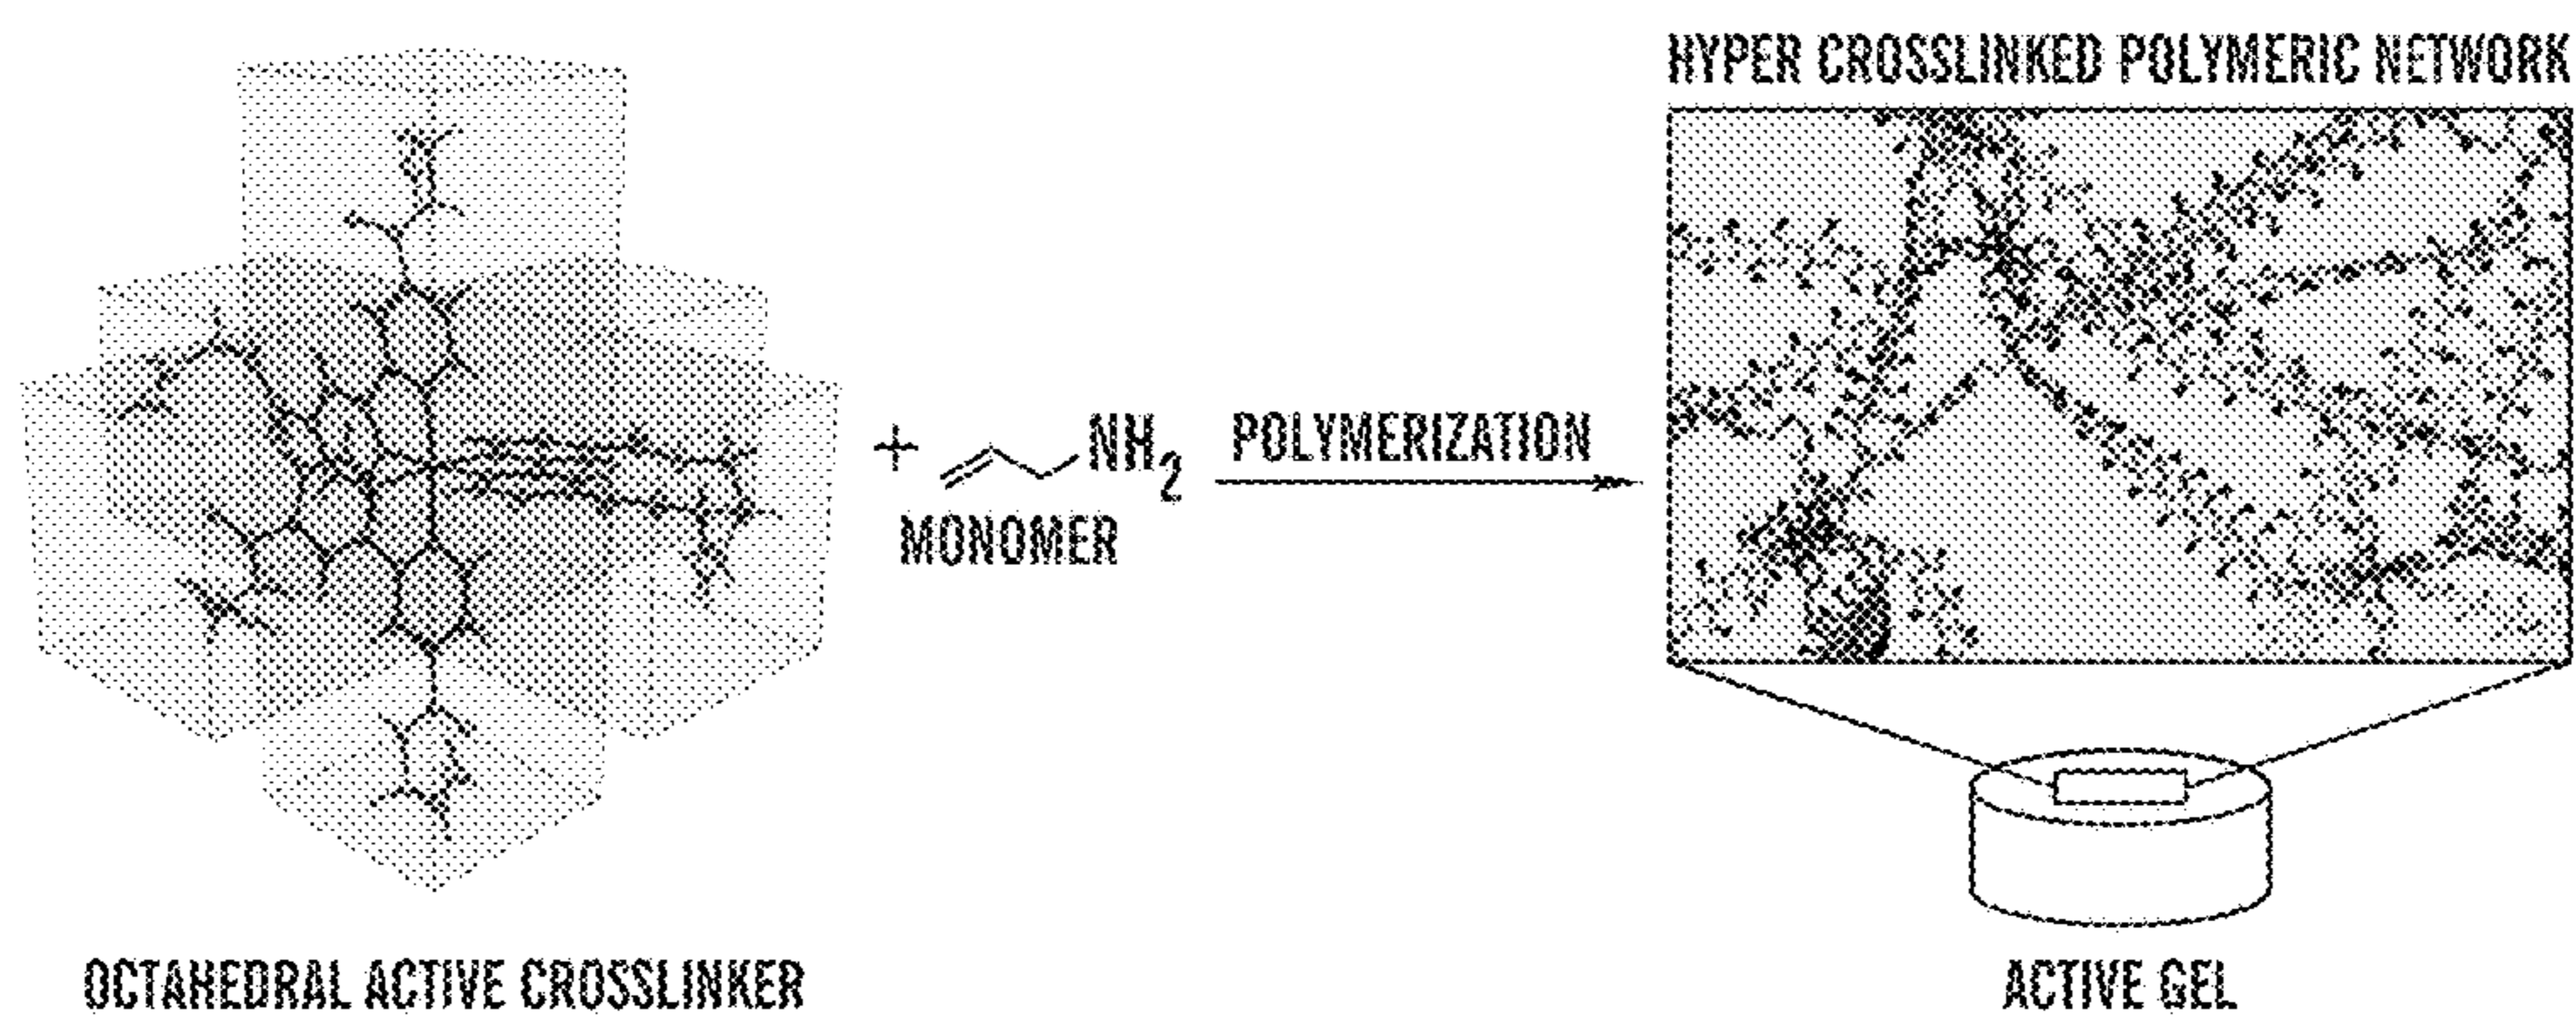 HYPER CROSSLINKED POLYMERIC NETWORK
+ NH2
POLYMERIZATION
MONOMER
OCTAHEDRAL ACTIVE CROSSLINKER
ACTIVE GEL